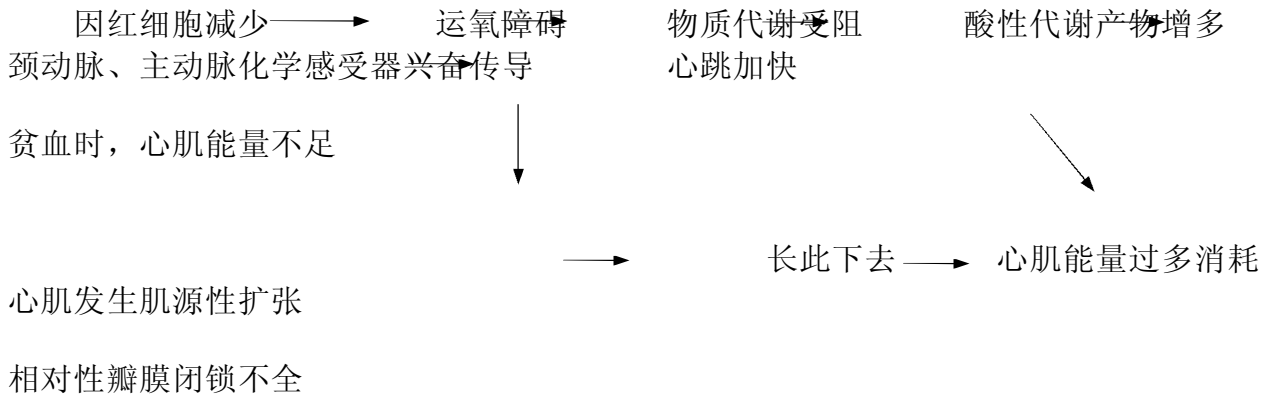 因红细胞减少 运氧障碍 物质代谢受阻 酸性代谢产物增多
颈动脉、主动脉化学感受器兴奋传导 心跳加快
贫血时，心肌能量不足
长此下去 心肌能量过多消耗
心肌发生肌源性扩张
相对性瓣膜闭锁不全